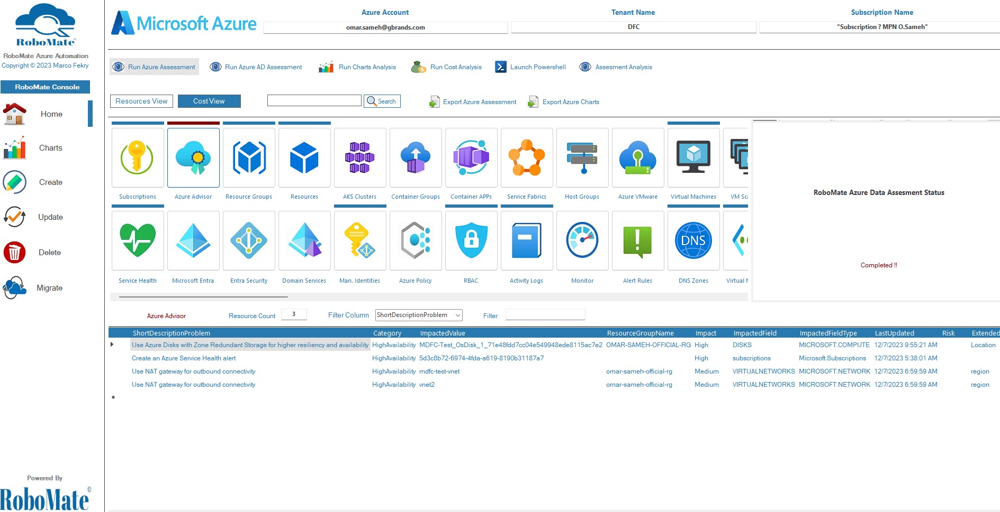 RoboMate
RoboMate Azure Automation
Copyright © 2023 Marco Fekry
RoboMate Console
Home
Charts
Create
Update
Delete
Migrate
Powered By
RoboMate©
Microsoft Azure
Azure Account
omar.sameh@gbrands.com
Tenant Name
DFC
Subscription Name
"Subscription ? MPN O.Sameh"
Run Azure Assessment
Run Azure AD Assessment
Run Charts Analysis
Run Cost Analysis
Launch Powershell
Assesment Analysis
Resources View
Cost View
Search
Export Azure Assessment
Export Azure Charts
Subscriptions
Azure Advisor
Resource Groups
Resources
AKS Clusters
Container Groups
Container APPs
Service Fabrics
Host Groups
Azure VMware
Virtual Machines
VM
DNS
Service Health
Microsoft Entra
Entra Security
Domain Services
Man. Identities
Azure Policy
RBAC
Activity Logs
Monitor
Alert Rules
DNS Zones
Virtual
RoboMate Azure Data Assesment Status
Completed !!
Azure Advisor Resource Count 3 Filter Column ShortDescriptionProblem Filter
ShortDescriptionProblem Category ImpactedValue ResourceGroupName Impact ImpactedField ImpactedFieldType LastUpdated Risk Extended
Use Azure Disks with Zone Redundant Storage for higher resiliency and availability HighAvailability MDFC-Test_OsDisk_1_71e48fdd7cc04e549948ede8115ac7e2 OMAR-SAMEH-OFFICIAL-RG High DISKS MICROSOFT.COMPUTE 12/7/2023 9:55:21 AM Location
Create an Azure Service Health alert HighAvailability 5d3c8b72-6974-4fda-a619-8190b31187a7 High subscriptions Microsoft.Subscriptions 12/7/2023 5:38:01 AM
Use NAT gateway for outbound connectivity HighAvailability mdfc-test-vnet omar-sameh-official-rg Medium VIRTUALNETWORKS MICROSOFT.NETWORK 12/7/2023 6:59:59 AM region
Use NAT gateway for outbound connectivity HighAvailability vnet2 omar-sameh-official-rg Medium VIRTUALNETWORKS MICROSOFT.NETWORK 12/7/2023 6:59:59 AM region